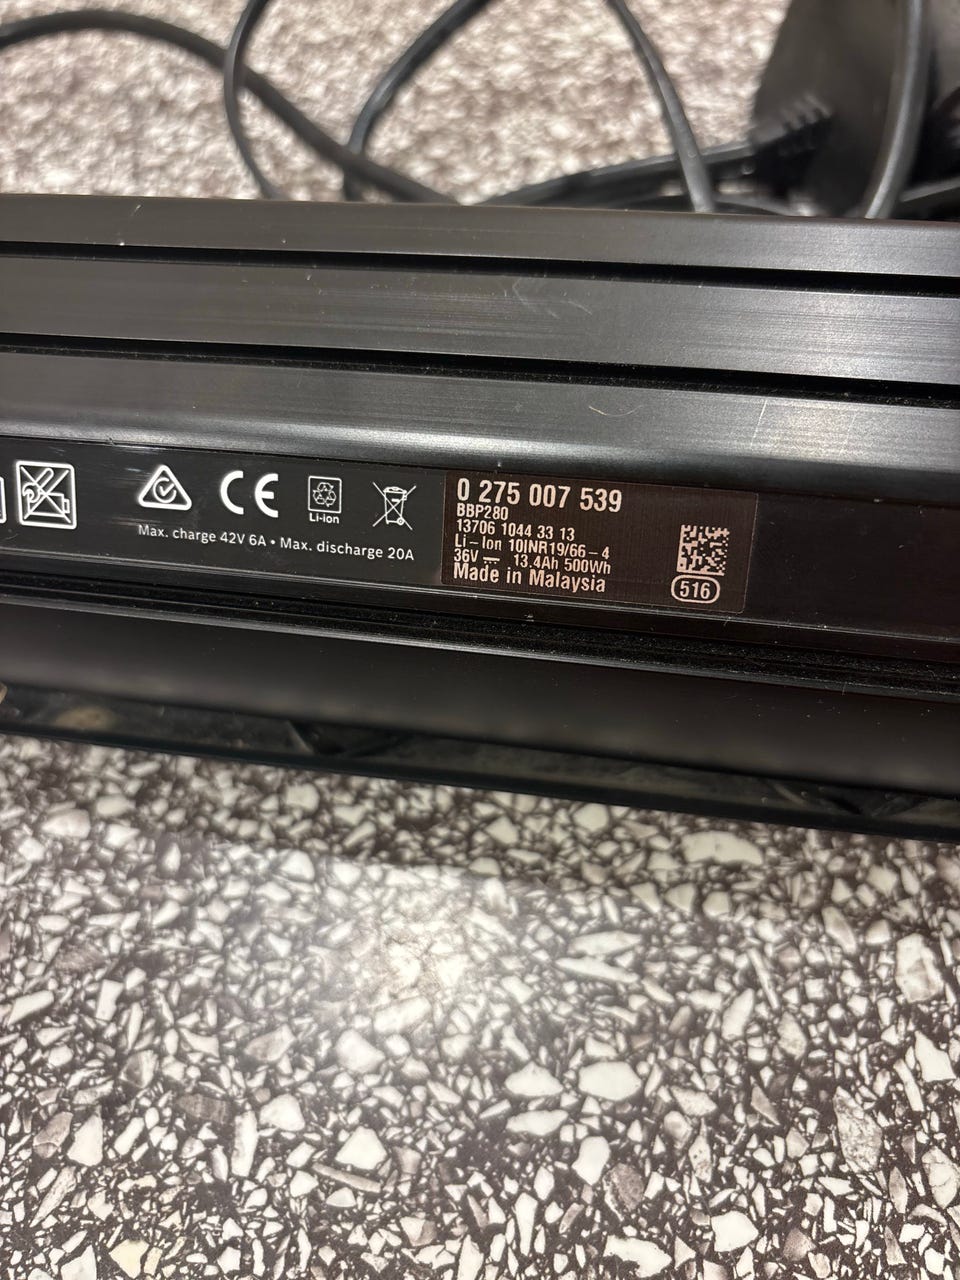 Li-ion
Max. charge 42V 6A • Max. discharge 20A
0 275 007 539
BBP280
13706 1044 33 13
Li-Ion 10INR19/66-4
36V ⎓ 13.4Ah 500Wh
Made in Malaysia
516